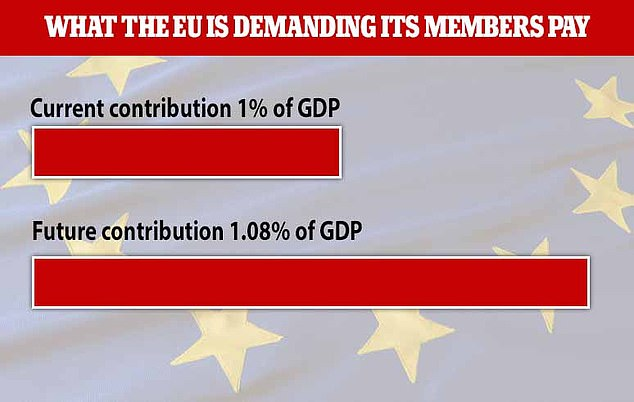 WHAT THE EU IS DEMANDING ITS MEMBERS PAY
Current contribution 1% of GDP
Future contribution 1.08% of GDP